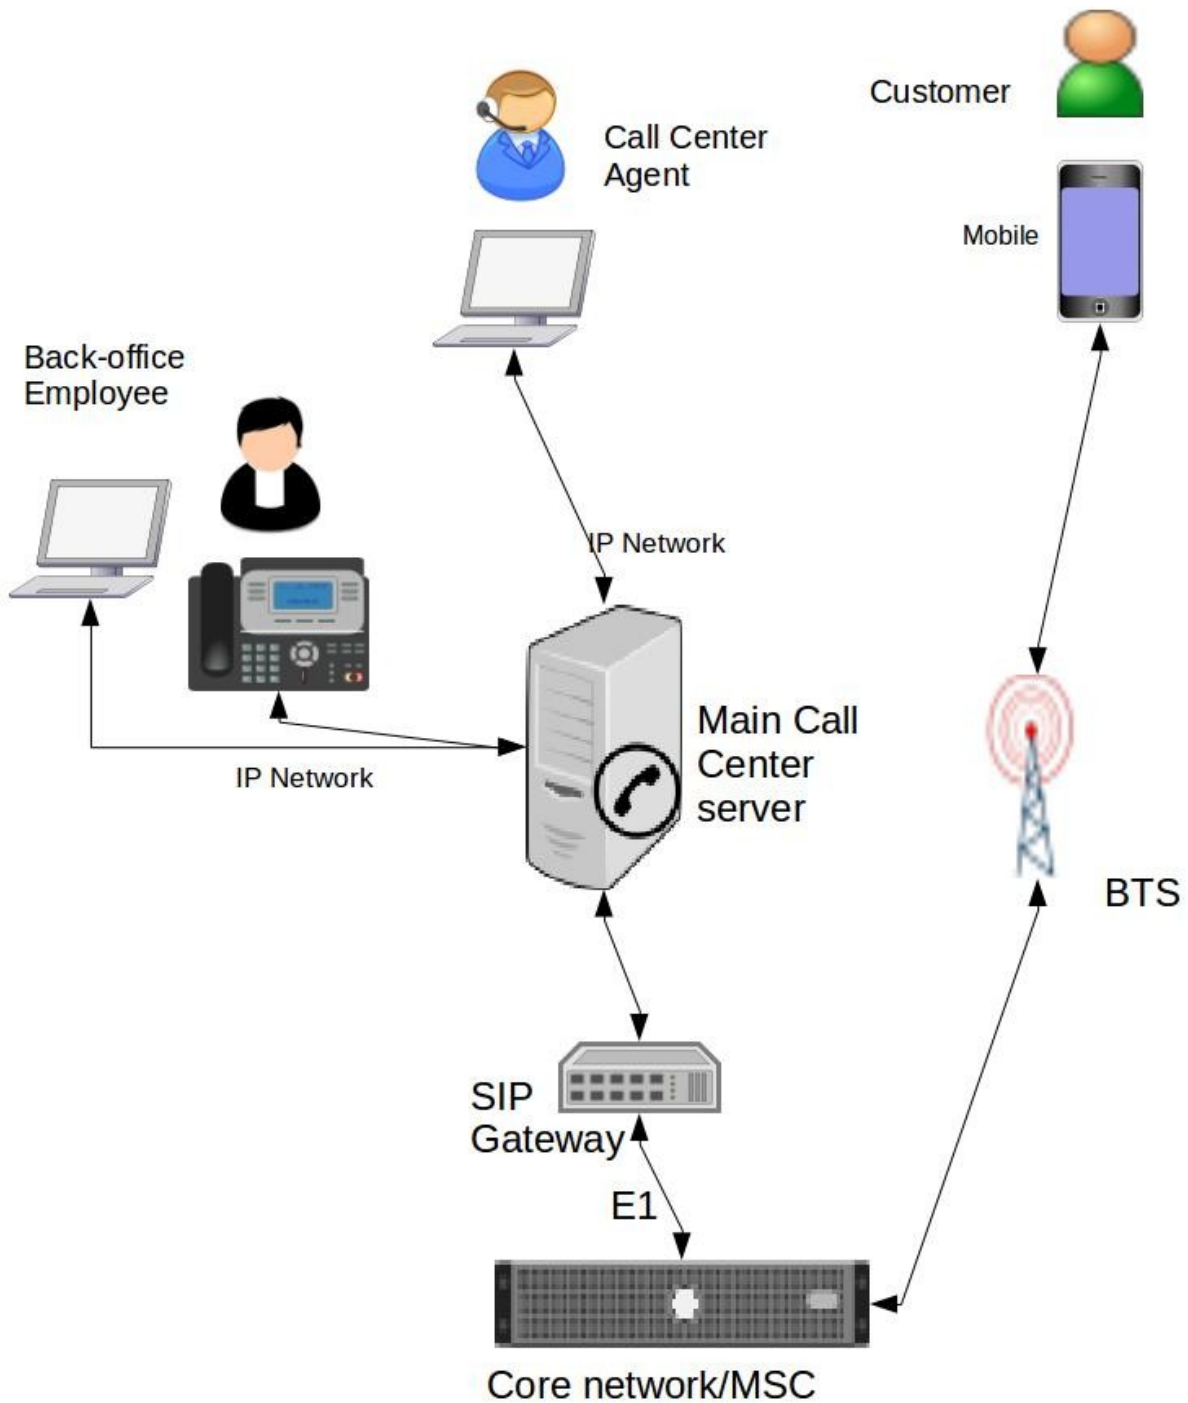 Customer
Call Center
Agent
Mobile
Back-office
Employee
IP Network
Main Call
Center
server
IP Network
BTS
SIP
Gateway
E1
Core network/MSC